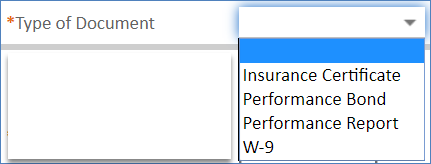 *Type of Document
Insurance Certificate
Performance Bond
Performance Report
W-9